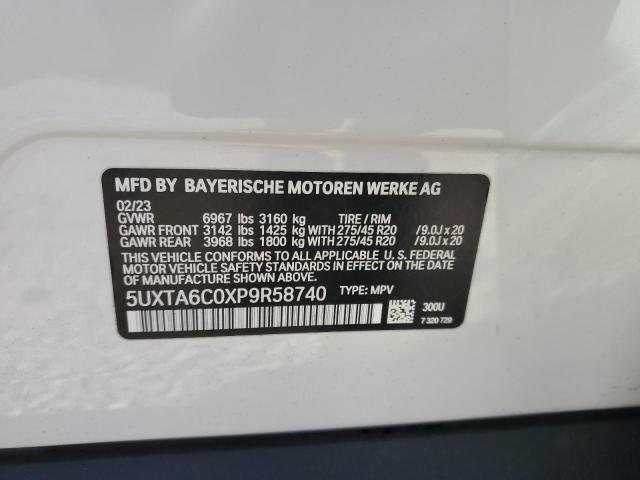 MFD BY BAYERISCHE MOTOREN WERKE AG
02/23
GVWR 6967 lbs 3160 kg TIRE / RIM
GAWR FRONT 3142 lbs 1425 kg WITH 275/45 R20 /9.0J x 20
GAWR REAR 3968 lbs 1800 kg WITH 275/45 R20 /9.0J x 20
THIS VEHICLE CONFORMS TO ALL APPLICABLE U. S. FEDERAL
MOTOR VEHICLE SAFETY STANDARDS IN EFFECT ON THE DATE
OF MANUFACTURE SHOWN ABOVE.
5UXTA6C0XP9R58740 TYPE: MPV
300U
7 320 729